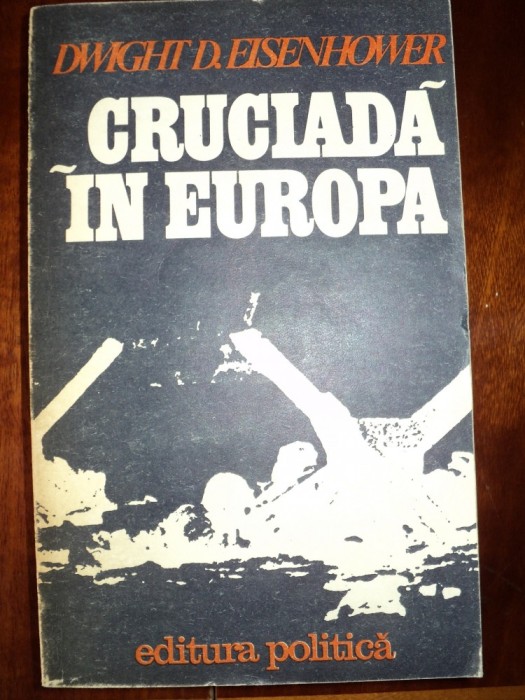 DWIGHT D. EISENHOWER
CRUCIADĂ
ÎN EUROPA
editura politică